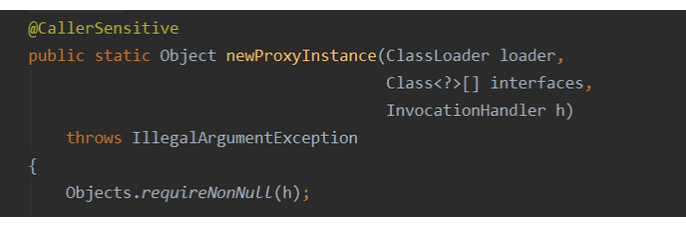 @CallerSensitive
public static Object newProxyInstance(ClassLoader loader,
Class<?>[] interfaces,
InvocationHandler h)
throws IllegalArgumentException
{
Objects.requireNonNull(h);